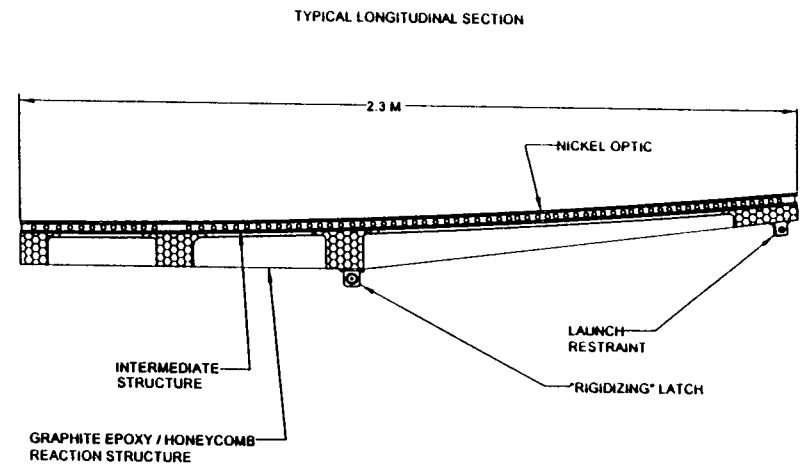 TYPICAL LONGITUDINAL SECTION
2.3 M
NICKEL OPTIC
LAUNCH
RESTRAINT
INTERMEDIATE
STRUCTURE
"RIGIDIZING" LATCH
GRAPHITE EPOXY / HONEYCOMB
REACTION STRUCTURE